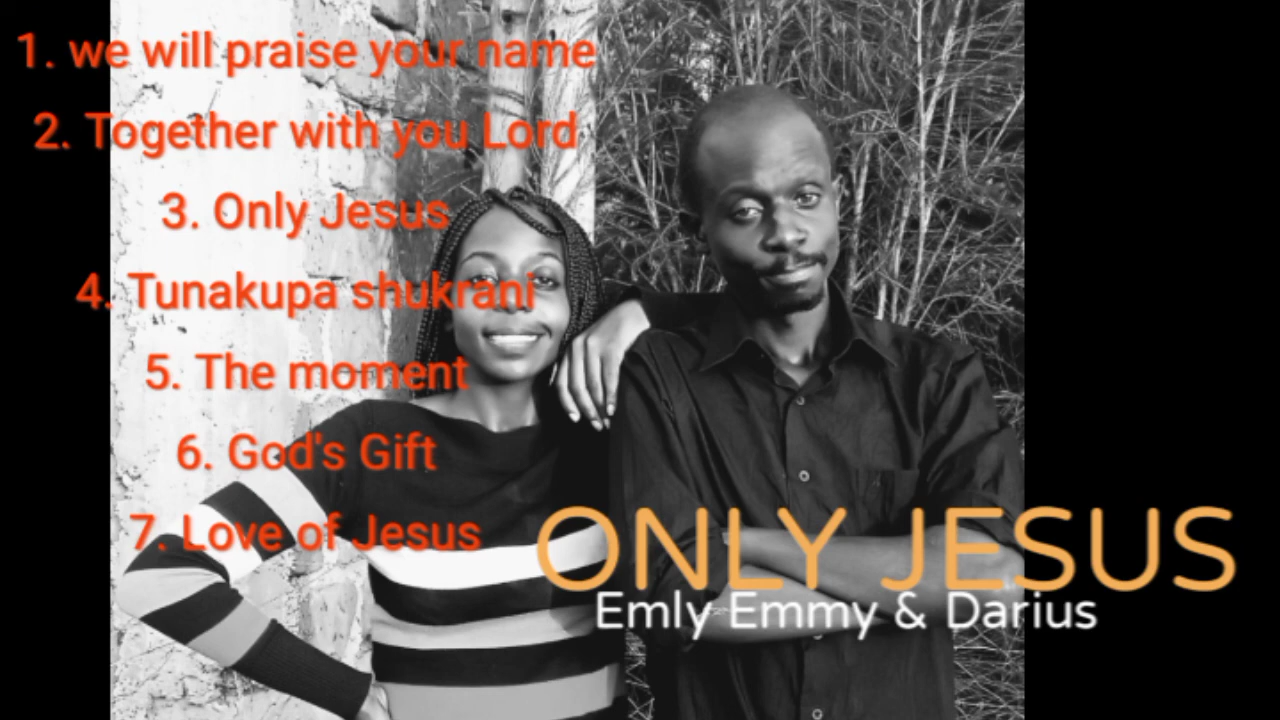 1. we will praise your name
2. Together with you Lord
3. Only Jesus
4. Tunakupa shukrani
5. The moment
6. God's Gift
7. Love of Jesus
ONLY JESUS
Emly Emmy & Darius